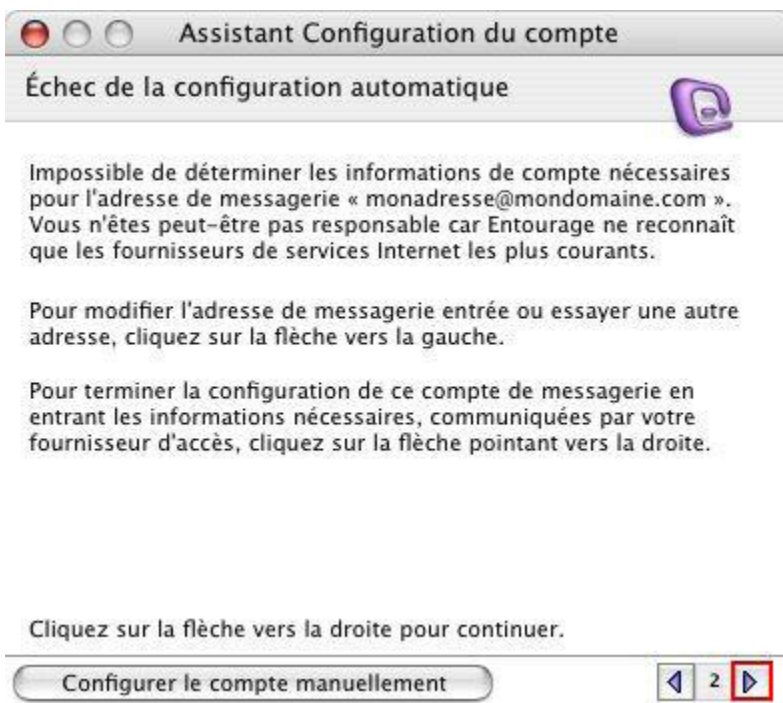 Assistant Configuration du compte
Échec de la configuration automatique
Impossible de déterminer les informations de compte nécessaires
pour l'adresse de messagerie « monadresse@mondomaine.com ».
Vous n'êtes peut-être pas responsable car Entourage ne reconnaît
que les fournisseurs de services Internet les plus courants.
Pour modifier l'adresse de messagerie entrée ou essayer une autre
adresse, cliquez sur la flèche vers la gauche.
Pour terminer la configuration de ce compte de messagerie en
entrant les informations nécessaires, communiquées par votre
fournisseur d'accès, cliquez sur la flèche pointant vers la droite.
Cliquez sur la flèche vers la droite pour continuer.
Configurer le compte manuellement
2